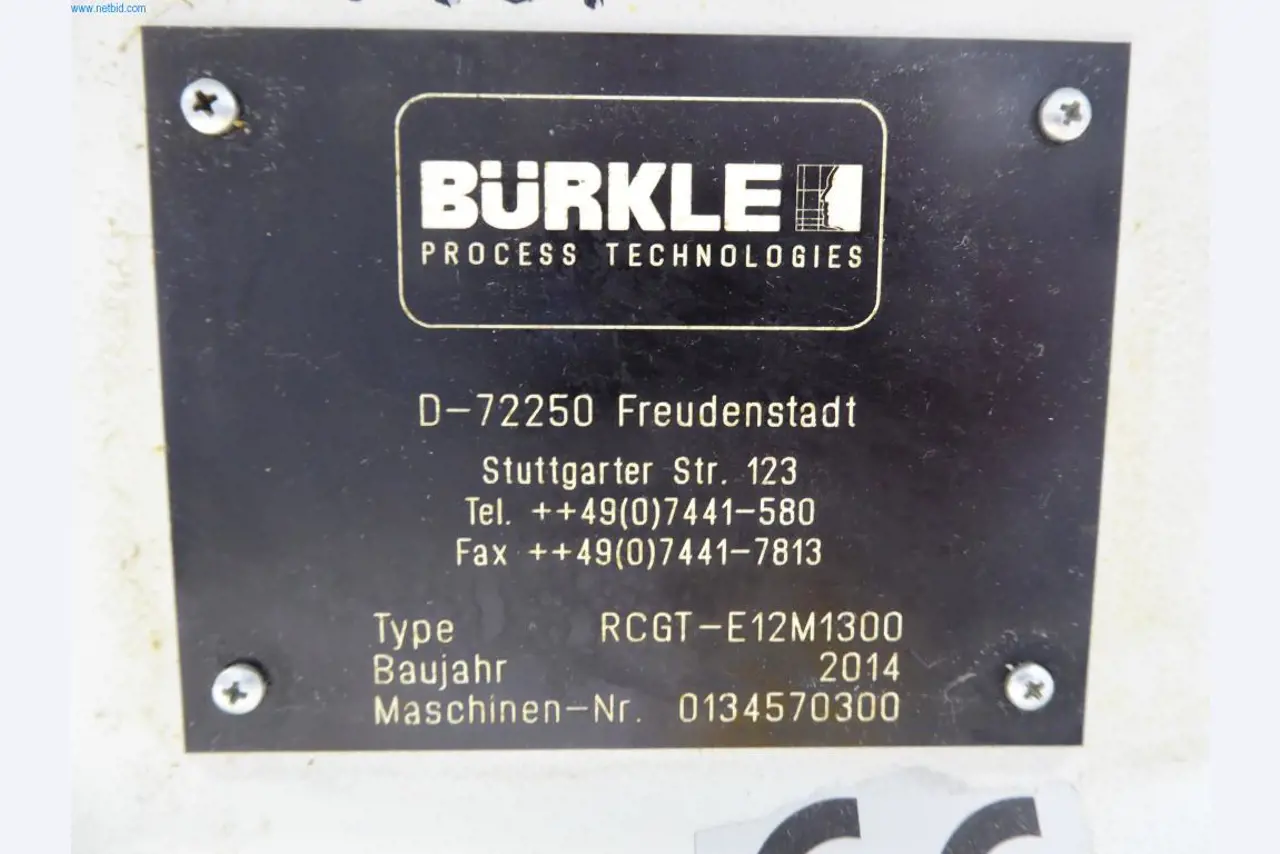 www.netbid.com
BÜRKLE
PROCESS TECHNOLOGIES
D-72250 Freudenstadt
Stuttgarter Str. 123
Tel. ++49(0)7441-580
Fax ++49(0)7441-7813
Type RCGT-E12M1300
Baujahr 2014
Maschinen-Nr. 0134570300
CE